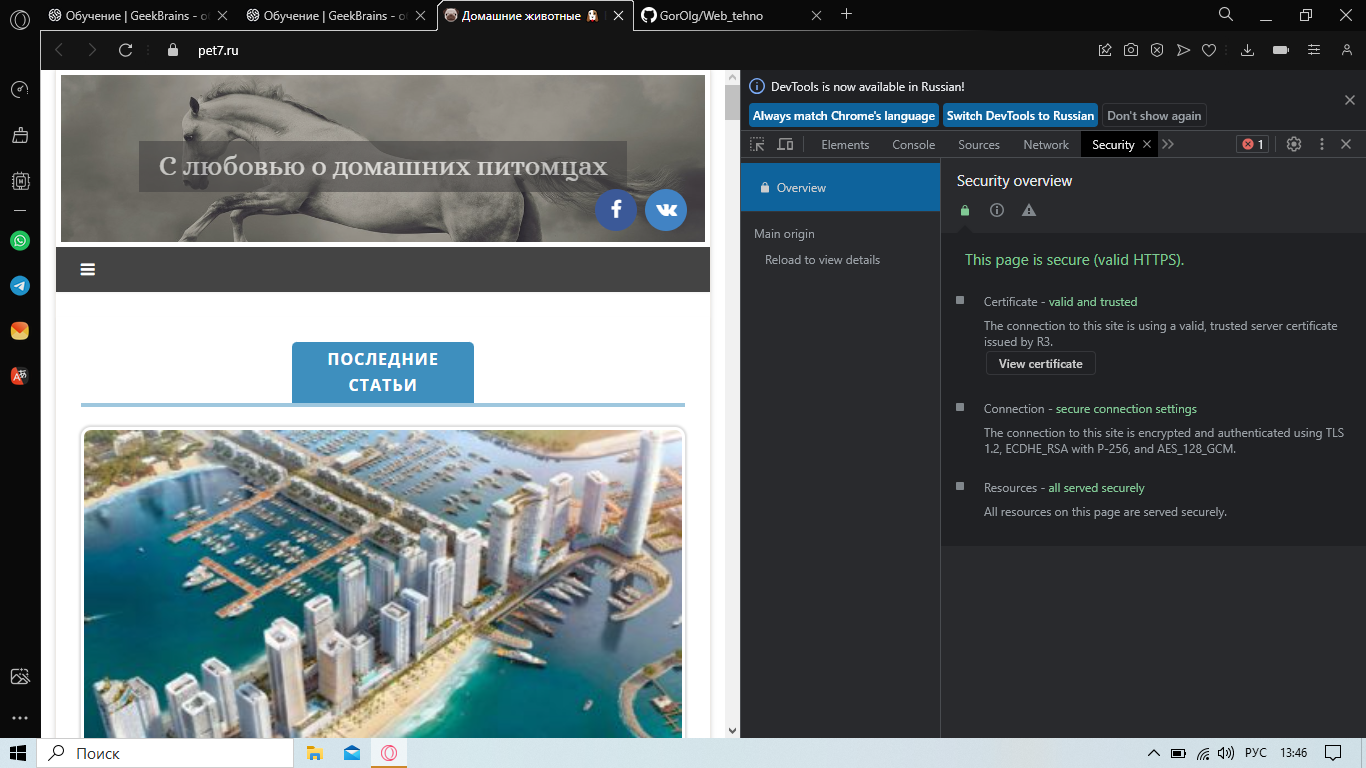 Обучение | GeekBrains - об
Обучение | GeekBrains - об
Домашние животные
GorOlg/Web_tehno
pet7.ru
С любовью о домашних питомцах
ПОСЛЕДНИЕ
СТАТЬИ
DevTools is now available in Russian!
Always match Chrome's language
Switch DevTools to Russian
Don't show again
Elements
Console
Sources
Network
Security
1
Overview
Main origin
Reload to view details
Security overview
This page is secure (valid HTTPS).
Certificate - valid and trusted
The connection to this site is using a valid, trusted server certificate
issued by R3.
View certificate
Connection - secure connection settings
The connection to this site is encrypted and authenticated using TLS
1.2, ECDHE_RSA with P-256, and AES_128_GCM.
Resources - all served securely
All resources on this page are served securely.
Поиск
РУС
13:46